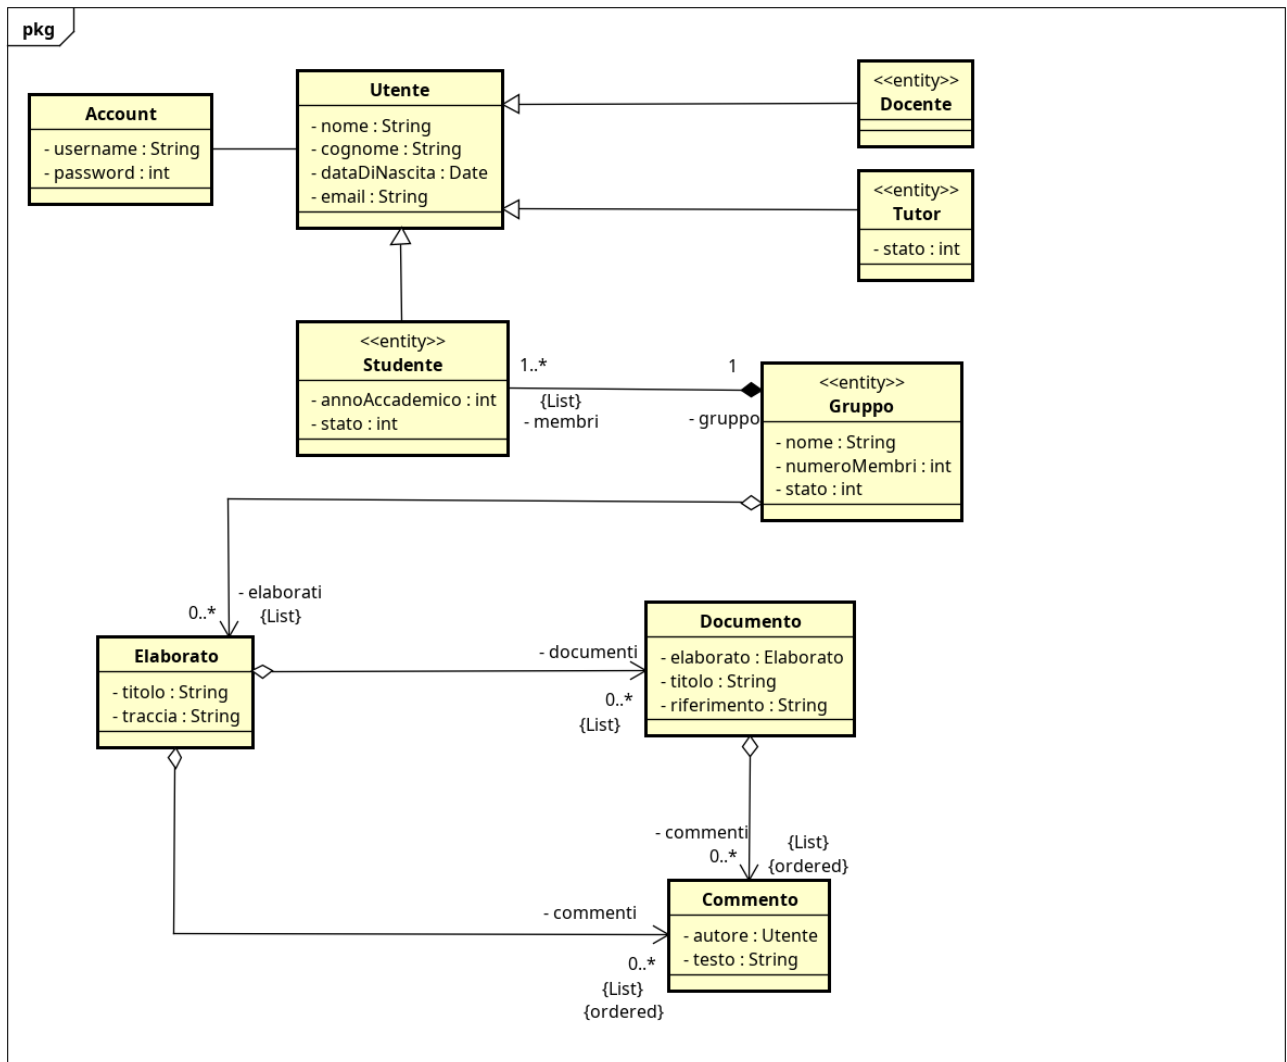 pkg
Account
- username : String
- password : int
Utente
- nome : String
- cognome : String
- dataDiNascita : Date
- email : String
<<entity>>
Docente
<<entity>>
Tutor
- stato : int
<<entity>>
Studente
- annoAccademico : int
- stato : int
1..*
{List}
- membri
1
- gruppo
<<entity>>
Gruppo
- nome : String
- numeroMembri : int
- stato : int
- elaborati
0..*
{List}
Elaborato
- titolo : String
- traccia : String
- documenti
0..*
{List}
Documento
- elaborato : Elaborato
- titolo : String
- riferimento : String
- commenti
0..*
{List}
{ordered}
Commento
- autore : Utente
- testo : String
- commenti
0..*
{List}
{ordered}